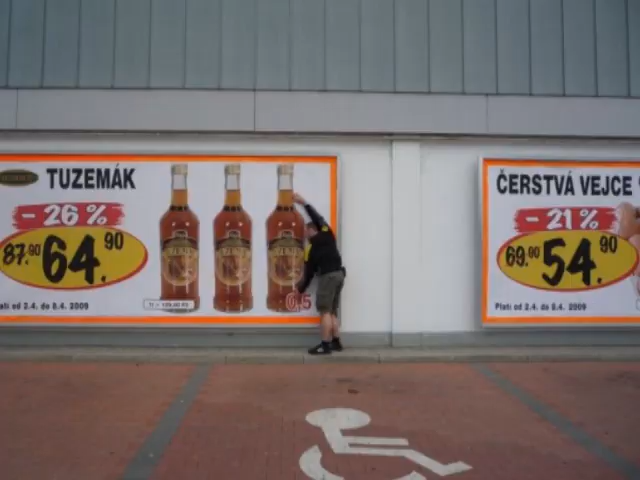 TUZEMÁK
- 26 %
87.90 64.90
Platí od 2.4. do 8.4. 2009
0,5
ČERSTVÁ VEJCE
- 21 %
69.90 54.90
Platí od 2.4. do 8.4. 2009